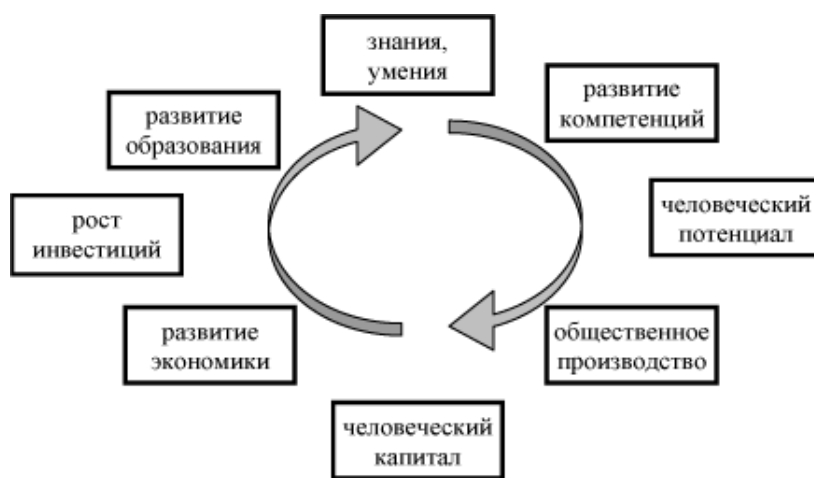 знания,
умения
развитие
компетенций
человеческий
потенциал
общественное
производство
человеческий
капитал
развитие
экономики
рост
инвестиций
развитие
образования